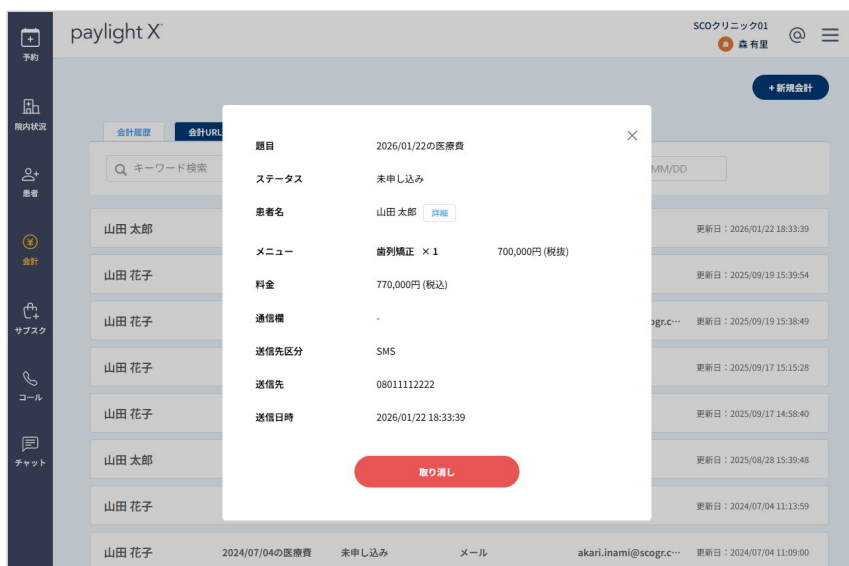 paylight X
SCOクリニック01
森 有里
予約
院内状況
患者
会計
サブスク
コール
チャット
+新規会計
会計履歴
会計URL
キーワード検索
MM/DD
題目 2026/01/22の医療費
ステータス 未申し込み
患者名 山田 太郎 詳細
メニュー 歯列矯正 ×1 700,000円 (税抜)
料金 770,000円 (税込)
通信欄 -
送信先区分 SMS
送信先 08011112222
送信日時 2026/01/22 18:33:39
取り消し
山田 太郎 更新日：2026/01/22 18:33:39
山田 花子 更新日：2025/09/19 15:39:54
山田 花子 ogr.c… 更新日：2025/09/19 15:38:49
山田 花子 更新日：2025/09/17 15:15:28
山田 花子 更新日：2025/09/17 14:58:40
山田 太郎 更新日：2025/08/28 15:39:48
山田 花子 更新日：2024/07/04 11:13:59
山田 花子 2024/07/04の医療費 未申し込み メール akari.inami@scogr.c… 更新日：2024/07/04 11:09:00